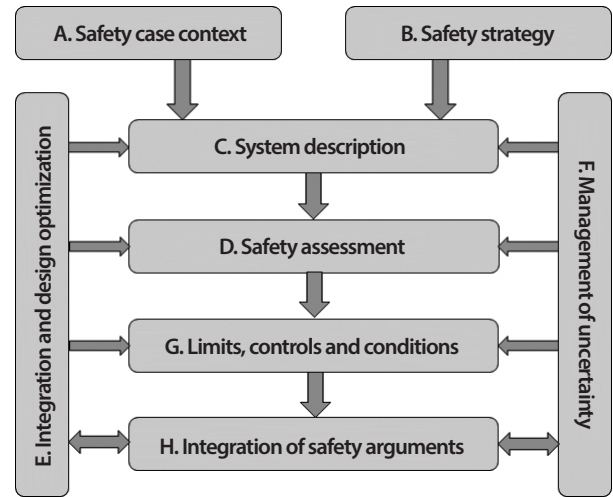 A. Safety case context
B. Safety strategy
C. System description
D. Safety assessment
E. Integration and design optimization
F. Management of uncertainty
G. Limits, controls and conditions
H. Integration of safety arguments